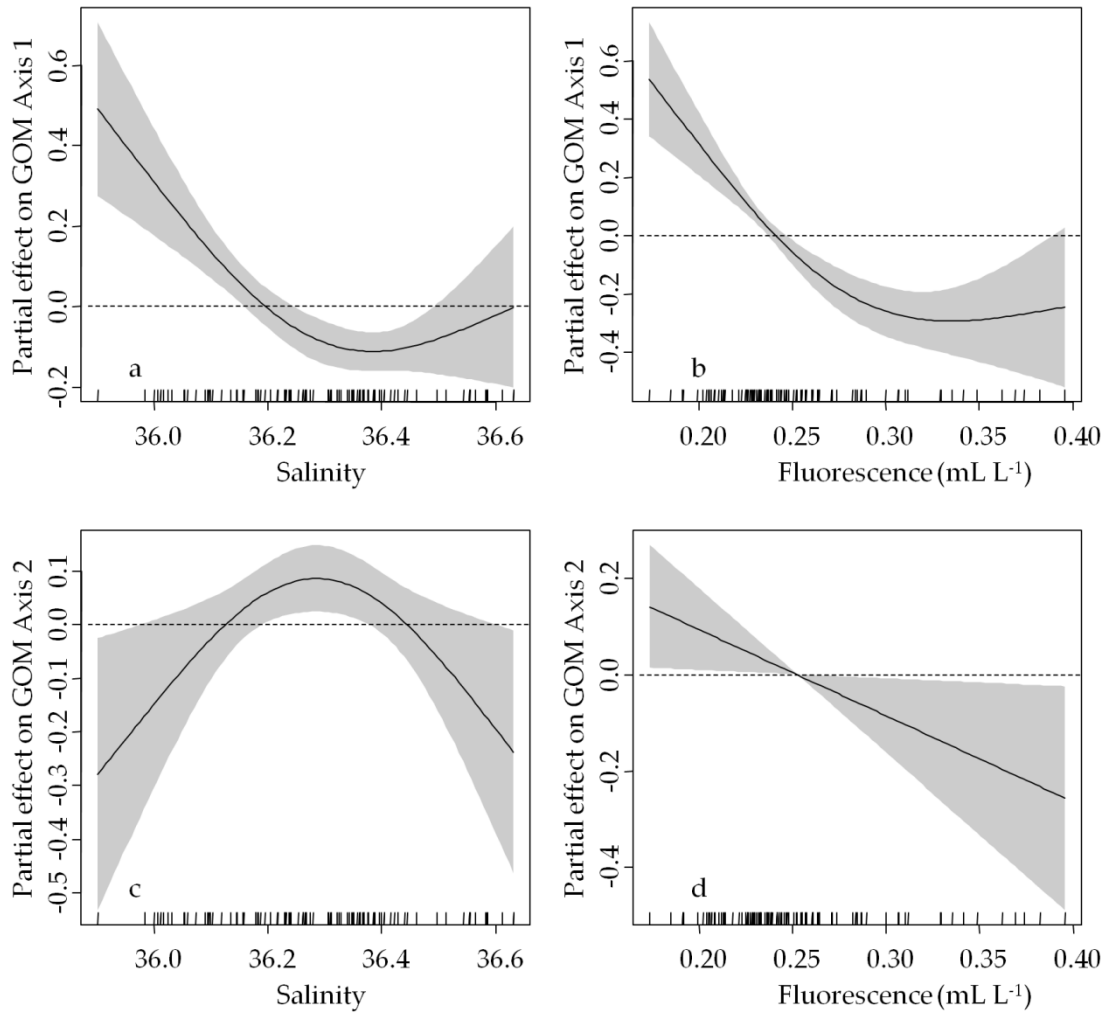 Partial effect on GOM Axis 1
0.6
0.4
0.2
0.0
-0.2
a
36.0 36.2 36.4 36.6
Salinity
Partial effect on GOM Axis 1
0.6
0.4
0.2
0.0
-0.2
-0.4
b
0.20 0.25 0.30 0.35 0.40
Fluorescence (mL L⁻¹)
Partial effect on GOM Axis 2
0.1
0.0
-0.1
-0.2
-0.3
-0.5
c
36.0 36.2 36.4 36.6
Salinity
Partial effect on GOM Axis 2
0.2
0.0
-0.2
-0.4
d
0.20 0.25 0.30 0.35 0.40
Fluorescence (mL L⁻¹)